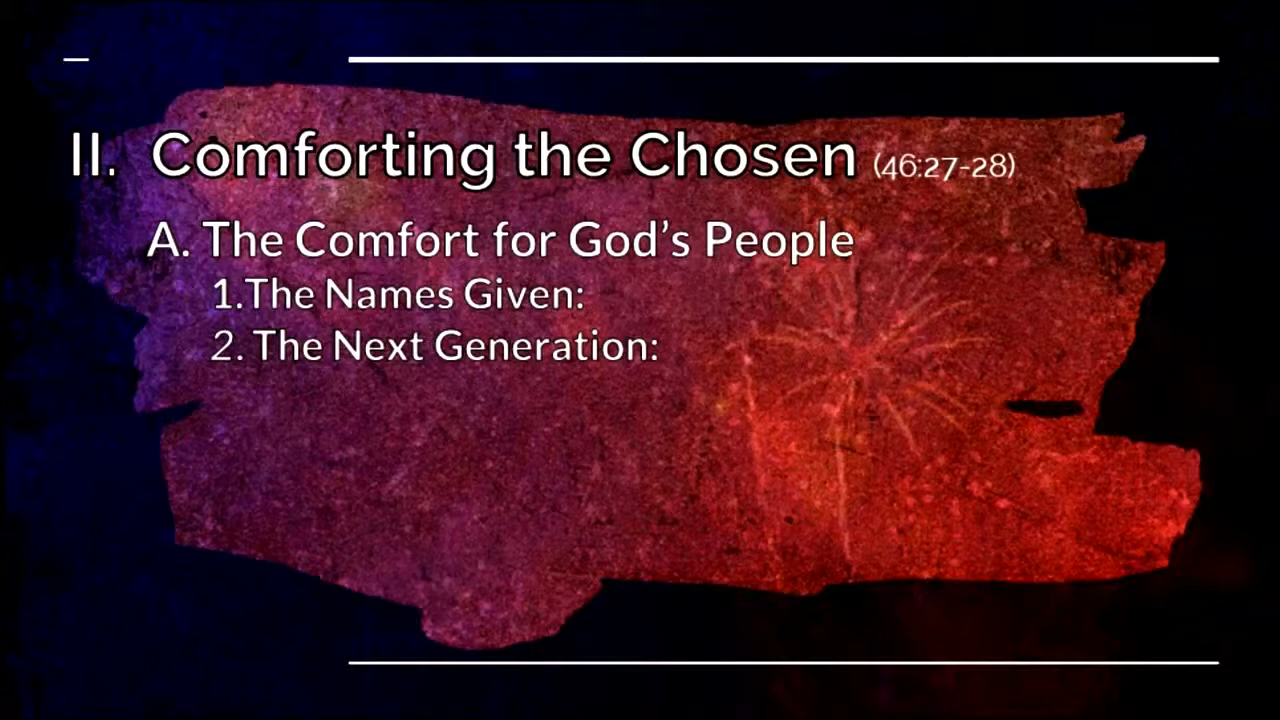 II. Comforting the Chosen (46:27-28)
A. The Comfort for God’s People
1.The Names Given:
2. The Next Generation: